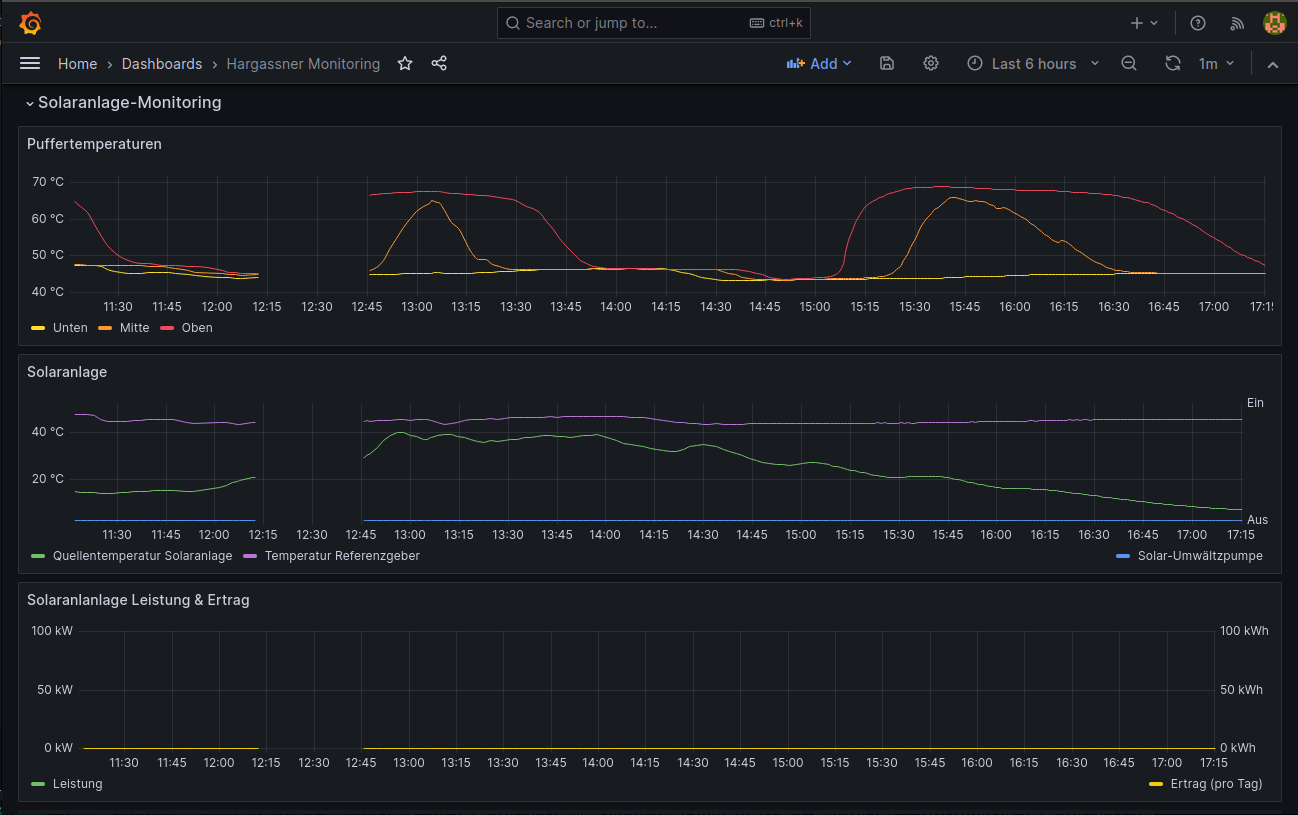 Search or jump to... ctrl+k
Home › Dashboards › Hargassner Monitoring Add Last 6 hours 1m
Solaranlage-Monitoring
Puffertemperaturen
70 °C
60 °C
50 °C
40 °C
11:30 11:45 12:00 12:15 12:30 12:45 13:00 13:15 13:30 13:45 14:00 14:15 14:30 14:45 15:00 15:15 15:30 15:45 16:00 16:15 16:30 16:45 17:00 17:1
Unten Mitte Oben
Solaranlage
Ein
40 °C
20 °C
Aus
11:30 11:45 12:00 12:15 12:30 12:45 13:00 13:15 13:30 13:45 14:00 14:15 14:30 14:45 15:00 15:15 15:30 15:45 16:00 16:15 16:30 16:45 17:00 17:15
Quellentemperatur Solaranlage Temperatur Referenzgeber Solar-Umwältzpumpe
Solaranlanlage Leistung & Ertrag
100 kW 100 kWh
50 kW 50 kWh
0 kW 0 kWh
11:30 11:45 12:00 12:15 12:30 12:45 13:00 13:15 13:30 13:45 14:00 14:15 14:30 14:45 15:00 15:15 15:30 15:45 16:00 16:15 16:30 16:45 17:00 17:15
Leistung Ertrag (pro Tag)